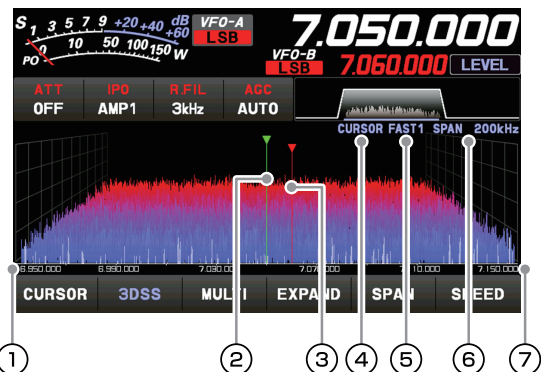 S 1 3 5 7 9 +20 +40 +60 dB
PO 0 10 50 100 150 W
VFO-A
LSB
7.050.000
VFO-B
LSB
7.060.000
LEVEL
ATT IPO R.FIL AGC
OFF AMP1 3kHz AUTO
CURSOR FAST1 SPAN 200kHz
6.950.000 6.990.000 7.030.000 7.070.000 7.110.000 7.150.000
CURSOR 3DSS MULTI EXPAND SPAN SPEED
① ② ③ ④ ⑤ ⑥ ⑦